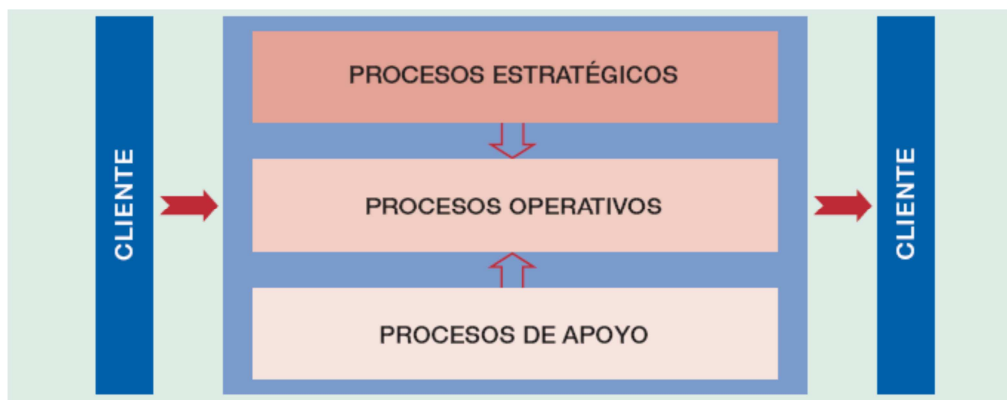 CLIENTE
PROCESOS ESTRATÉGICOS
PROCESOS OPERATIVOS
PROCESOS DE APOYO
CLIENTE